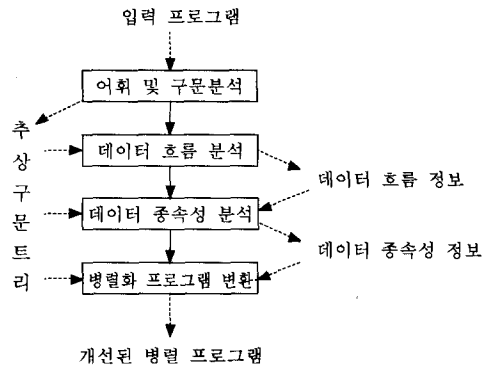 입력 프로그램
어휘 및 구문분석
추상구문트리
데이터 흐름 분석
데이터 흐름 정보
데이터 종속성 분석
데이터 종속성 정보
병렬화 프로그램 변환
개선된 병렬 프로그램